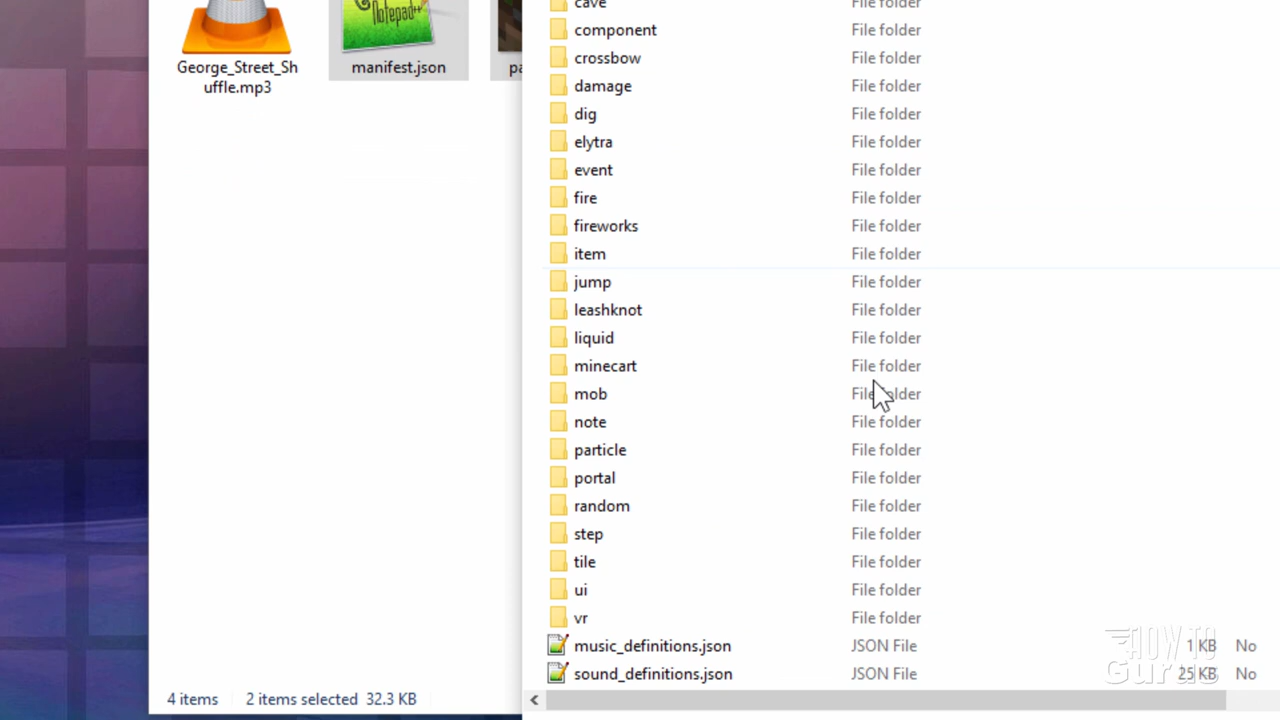 George_Street_Sh
uffle.mp3
manifest.json
pa
4 items
2 items selected 32.3 KB
cave
component File folder
crossbow File folder
damage File folder
dig File folder
elytra File folder
event File folder
fire File folder
fireworks File folder
item File folder
jump File folder
leashknot File folder
liquid File folder
minecart File folder
mob File folder
note File folder
particle File folder
portal File folder
random File folder
step File folder
tile File folder
ui File folder
vr File folder
music_definitions.json JSON File 1 KB No
sound_definitions.json JSON File 25 KB No
HOW TO
Gurus